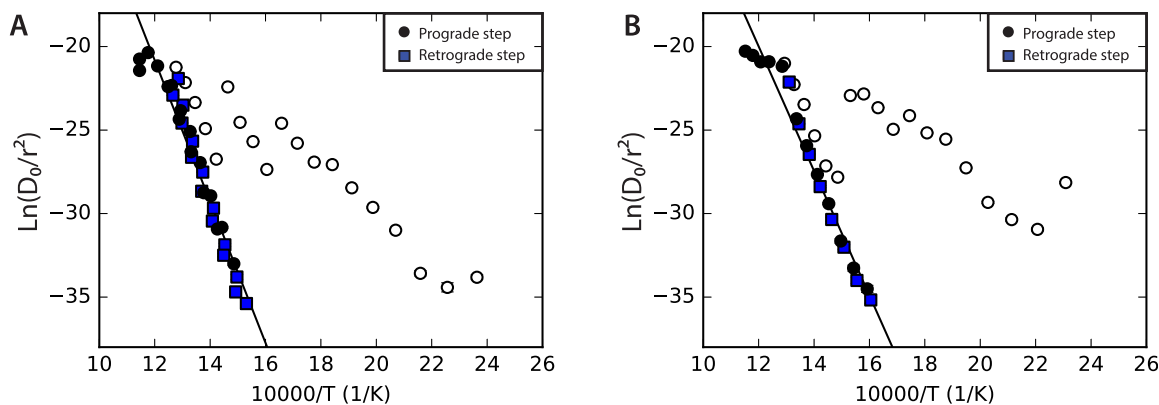 A
B
Prograde step
Retrograde step
Prograde step
Retrograde step
Ln(D₀/r²)
−20
−25
−30
−35
Ln(D₀/r²)
−20
−25
−30
−35
10 12 14 16 18 20 22 24 26
10 12 14 16 18 20 22 24 26
10000/T (1/K)
10000/T (1/K)